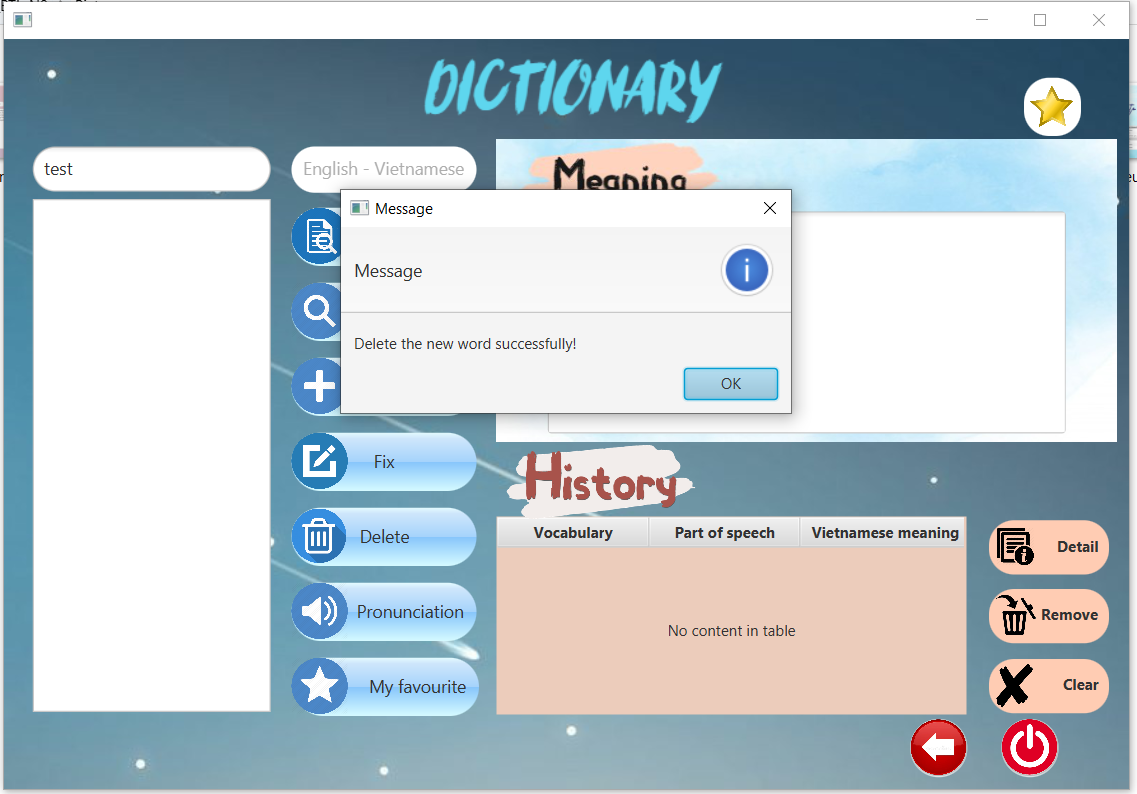 DICTIONARY
test
English - Vietnamese
Meaning
Message
Message
Delete the new word successfully!
OK
Fix
Delete
Pronunciation
My favourite
History
Vocabulary
Part of speech
Vietnamese meaning
No content in table
Detail
Remove
Clear